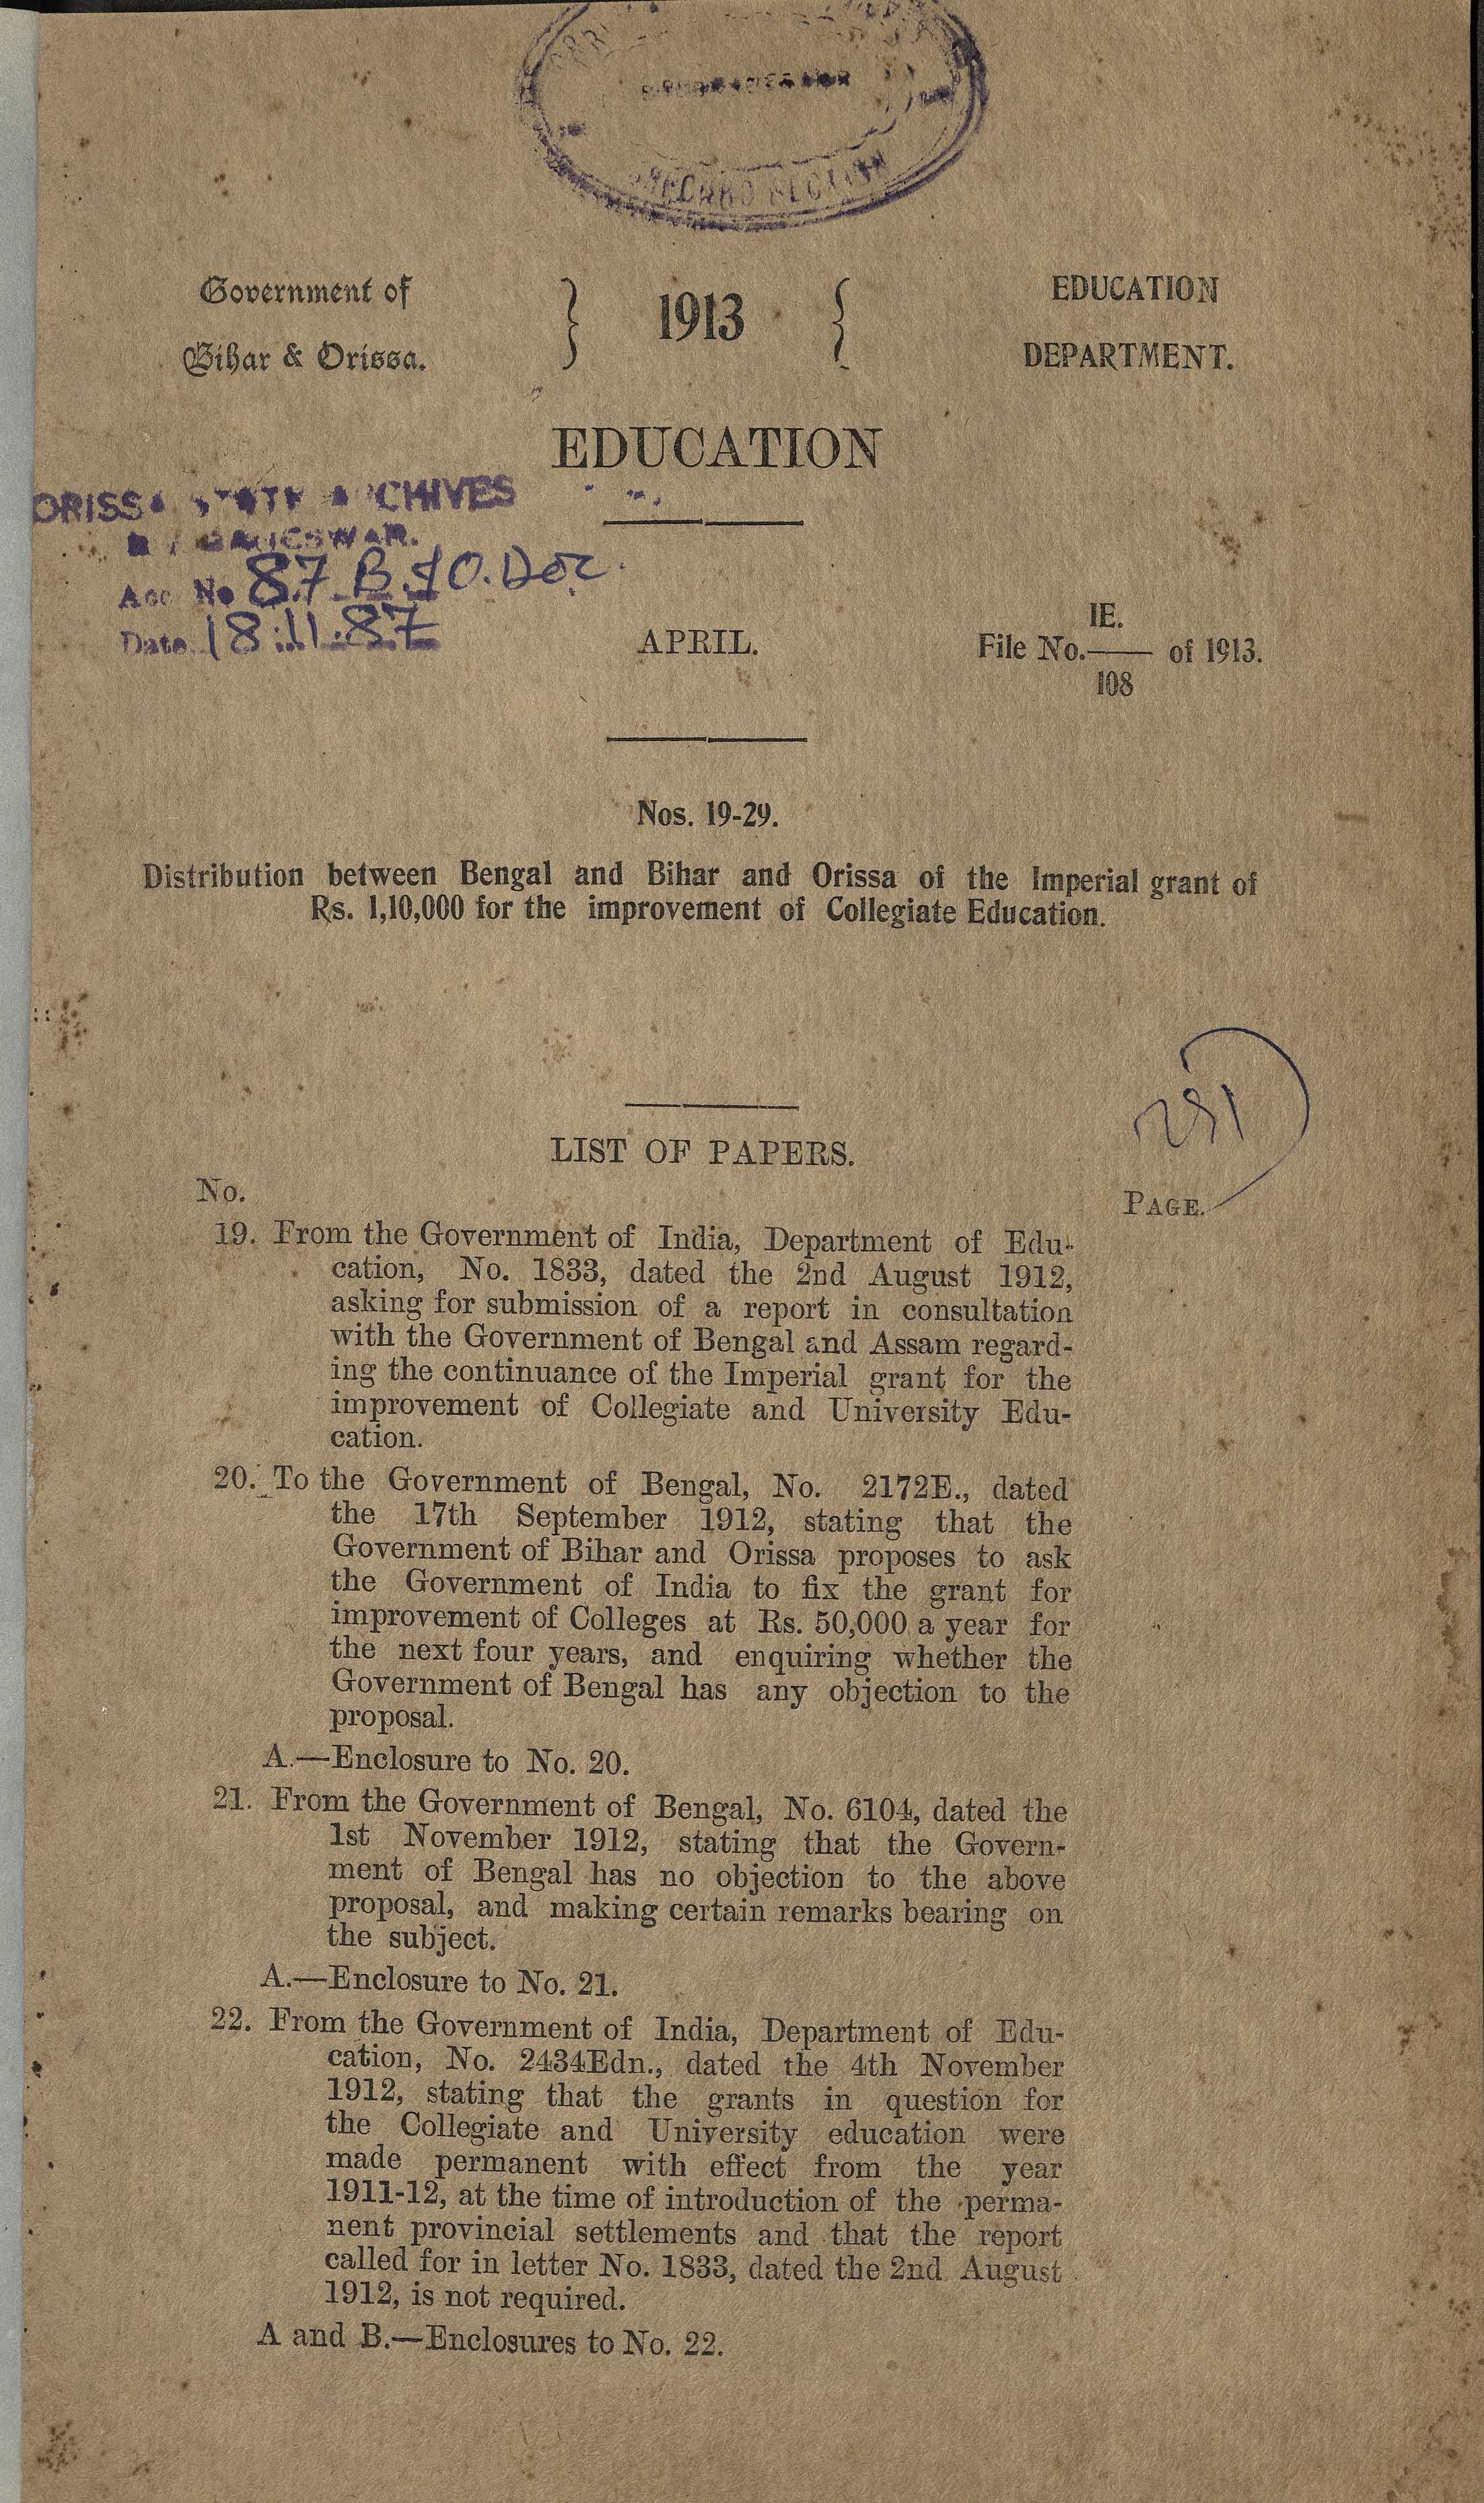 RECORD SECTION
Government of
Bihar & Orissa.
} 1913 {
EDUCATION
DEPARTMENT.
EDUCATION
ORISSA STATE ARCHIVES
Acc No 87 B.&O. Doc.
Date 18.11.87
APRIL.
IE.
File No.—— of 1913.
108
Nos. 19-29.
Distribution between Bengal and Bihar and Orissa of the Imperial grant of
Rs. 1,10,000 for the improvement of Collegiate Education.
251
LIST OF PAPERS.
No.
PAGE.
19. From the Government of India, Department of Edu-
cation, No. 1833, dated the 2nd August 1912,
asking for submission of a report in consultation
with the Government of Bengal and Assam regard-
ing the continuance of the Imperial grant for the
improvement of Collegiate and University Edu-
cation.
20. To the Government of Bengal, No. 2172E., dated
the 17th September 1912, stating that the
Government of Bihar and Orissa proposes to ask
the Government of India to fix the grant for
improvement of Colleges at Rs. 50,000 a year for
the next four years, and enquiring whether the
Government of Bengal has any objection to the
proposal.
A.—Enclosure to No. 20.
21. From the Government of Bengal, No. 6104, dated the
1st November 1912, stating that the Govern-
ment of Bengal has no objection to the above
proposal, and making certain remarks bearing on
the subject.
A.—Enclosure to No. 21.
22. From the Government of India, Department of Edu-
cation, No. 2434Edn., dated the 4th November
1912, stating that the grants in question for
the Collegiate and University education were
made permanent with effect from the year
1911-12, at the time of introduction of the perma-
nent provincial settlements and that the report
called for in letter No. 1833, dated the 2nd August
1912, is not required.
A and B.—Enclosures to No. 22.